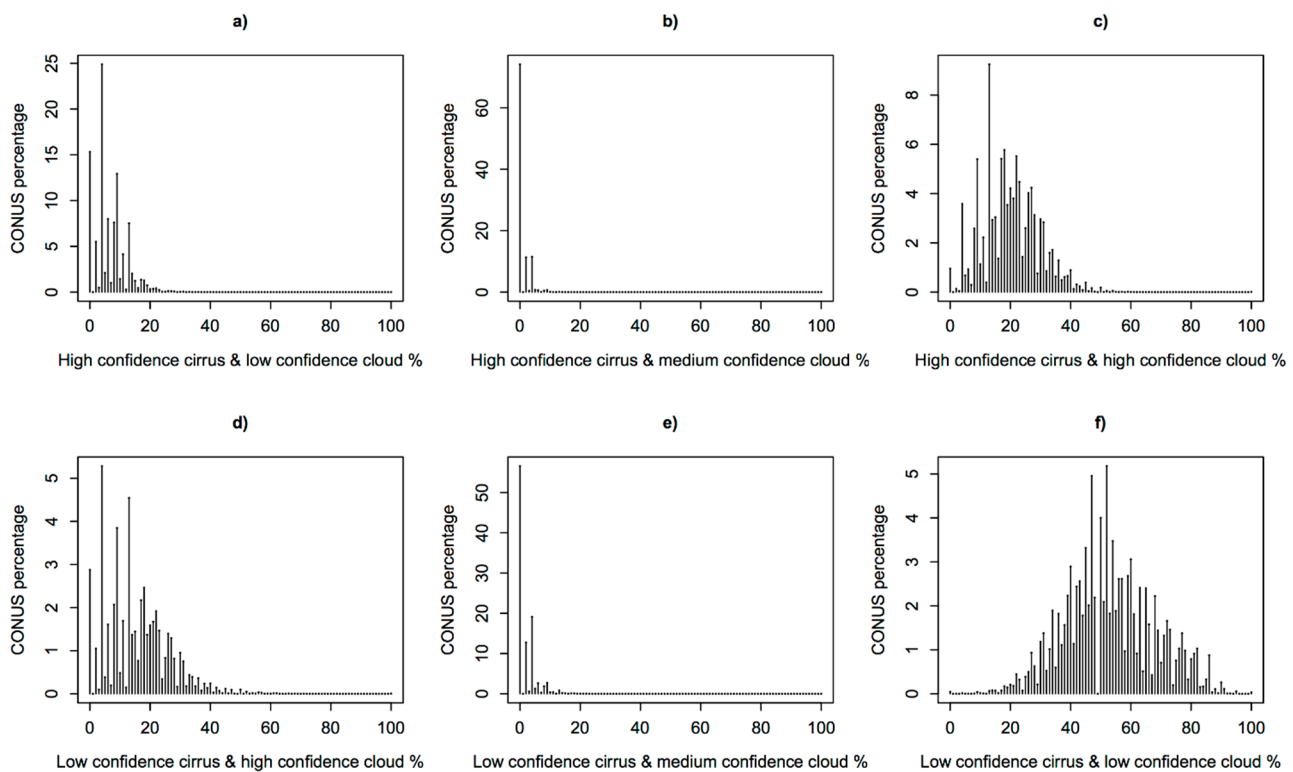 a)
CONUS percentage
25
20
15
10
5
0
0 20 40 60 80 100
High confidence cirrus & low confidence cloud %
b)
CONUS percentage
60
40
20
0
0 20 40 60 80 100
High confidence cirrus & medium confidence cloud %
c)
CONUS percentage
8
6
4
2
0
0 20 40 60 80 100
High confidence cirrus & high confidence cloud %
d)
CONUS percentage
5
4
3
2
1
0
0 20 40 60 80 100
Low confidence cirrus & high confidence cloud %
e)
CONUS percentage
50
40
30
20
10
0
0 20 40 60 80 100
Low confidence cirrus & medium confidence cloud %
f)
CONUS percentage
5
4
3
2
1
0
0 20 40 60 80 100
Low confidence cirrus & low confidence cloud %